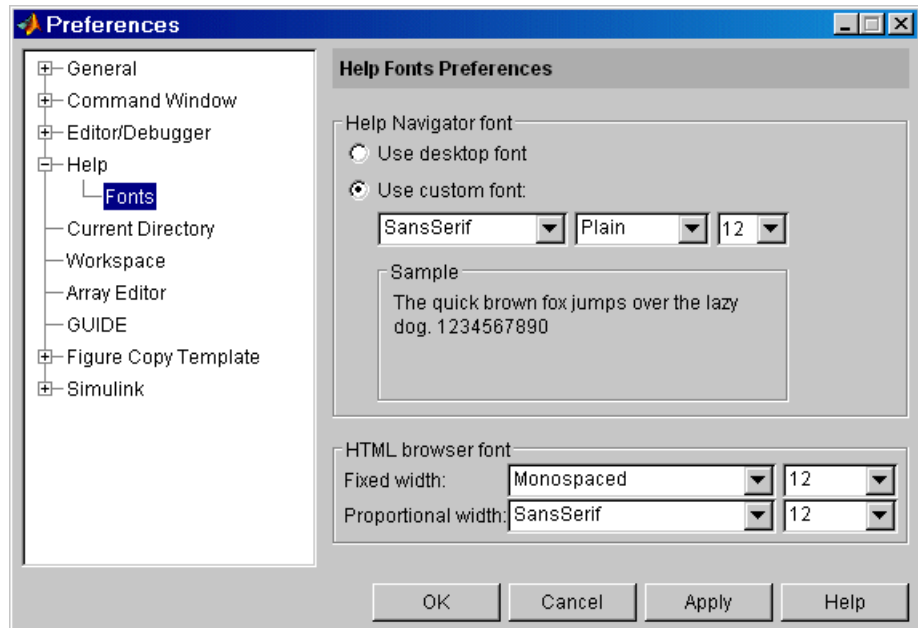 Preferences
General
Command Window
Editor/Debugger
Help
Fonts
Current Directory
Workspace
Array Editor
GUIDE
Figure Copy Template
Simulink
Help Fonts Preferences
Help Navigator font
Use desktop font
Use custom font:
SansSerif Plain 12
Sample
The quick brown fox jumps over the lazy
dog. 1234567890
HTML browser font
Fixed width: Monospaced 12
Proportional width: SansSerif 12
OK Cancel Apply Help